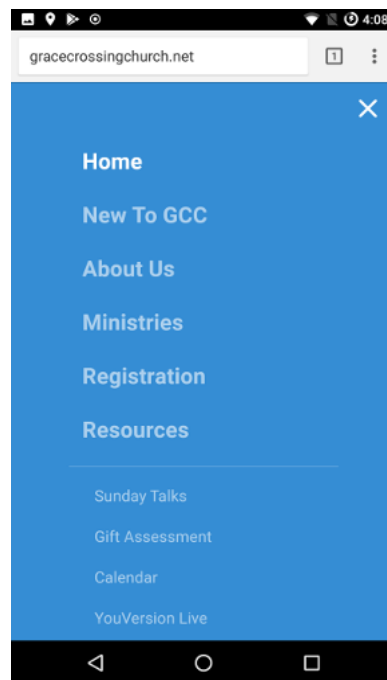 4:08
gracecrossingchurch.net
1
Home
New To GCC
About Us
Ministries
Registration
Resources
Sunday Talks
Gift Assessment
Calendar
YouVersion Live